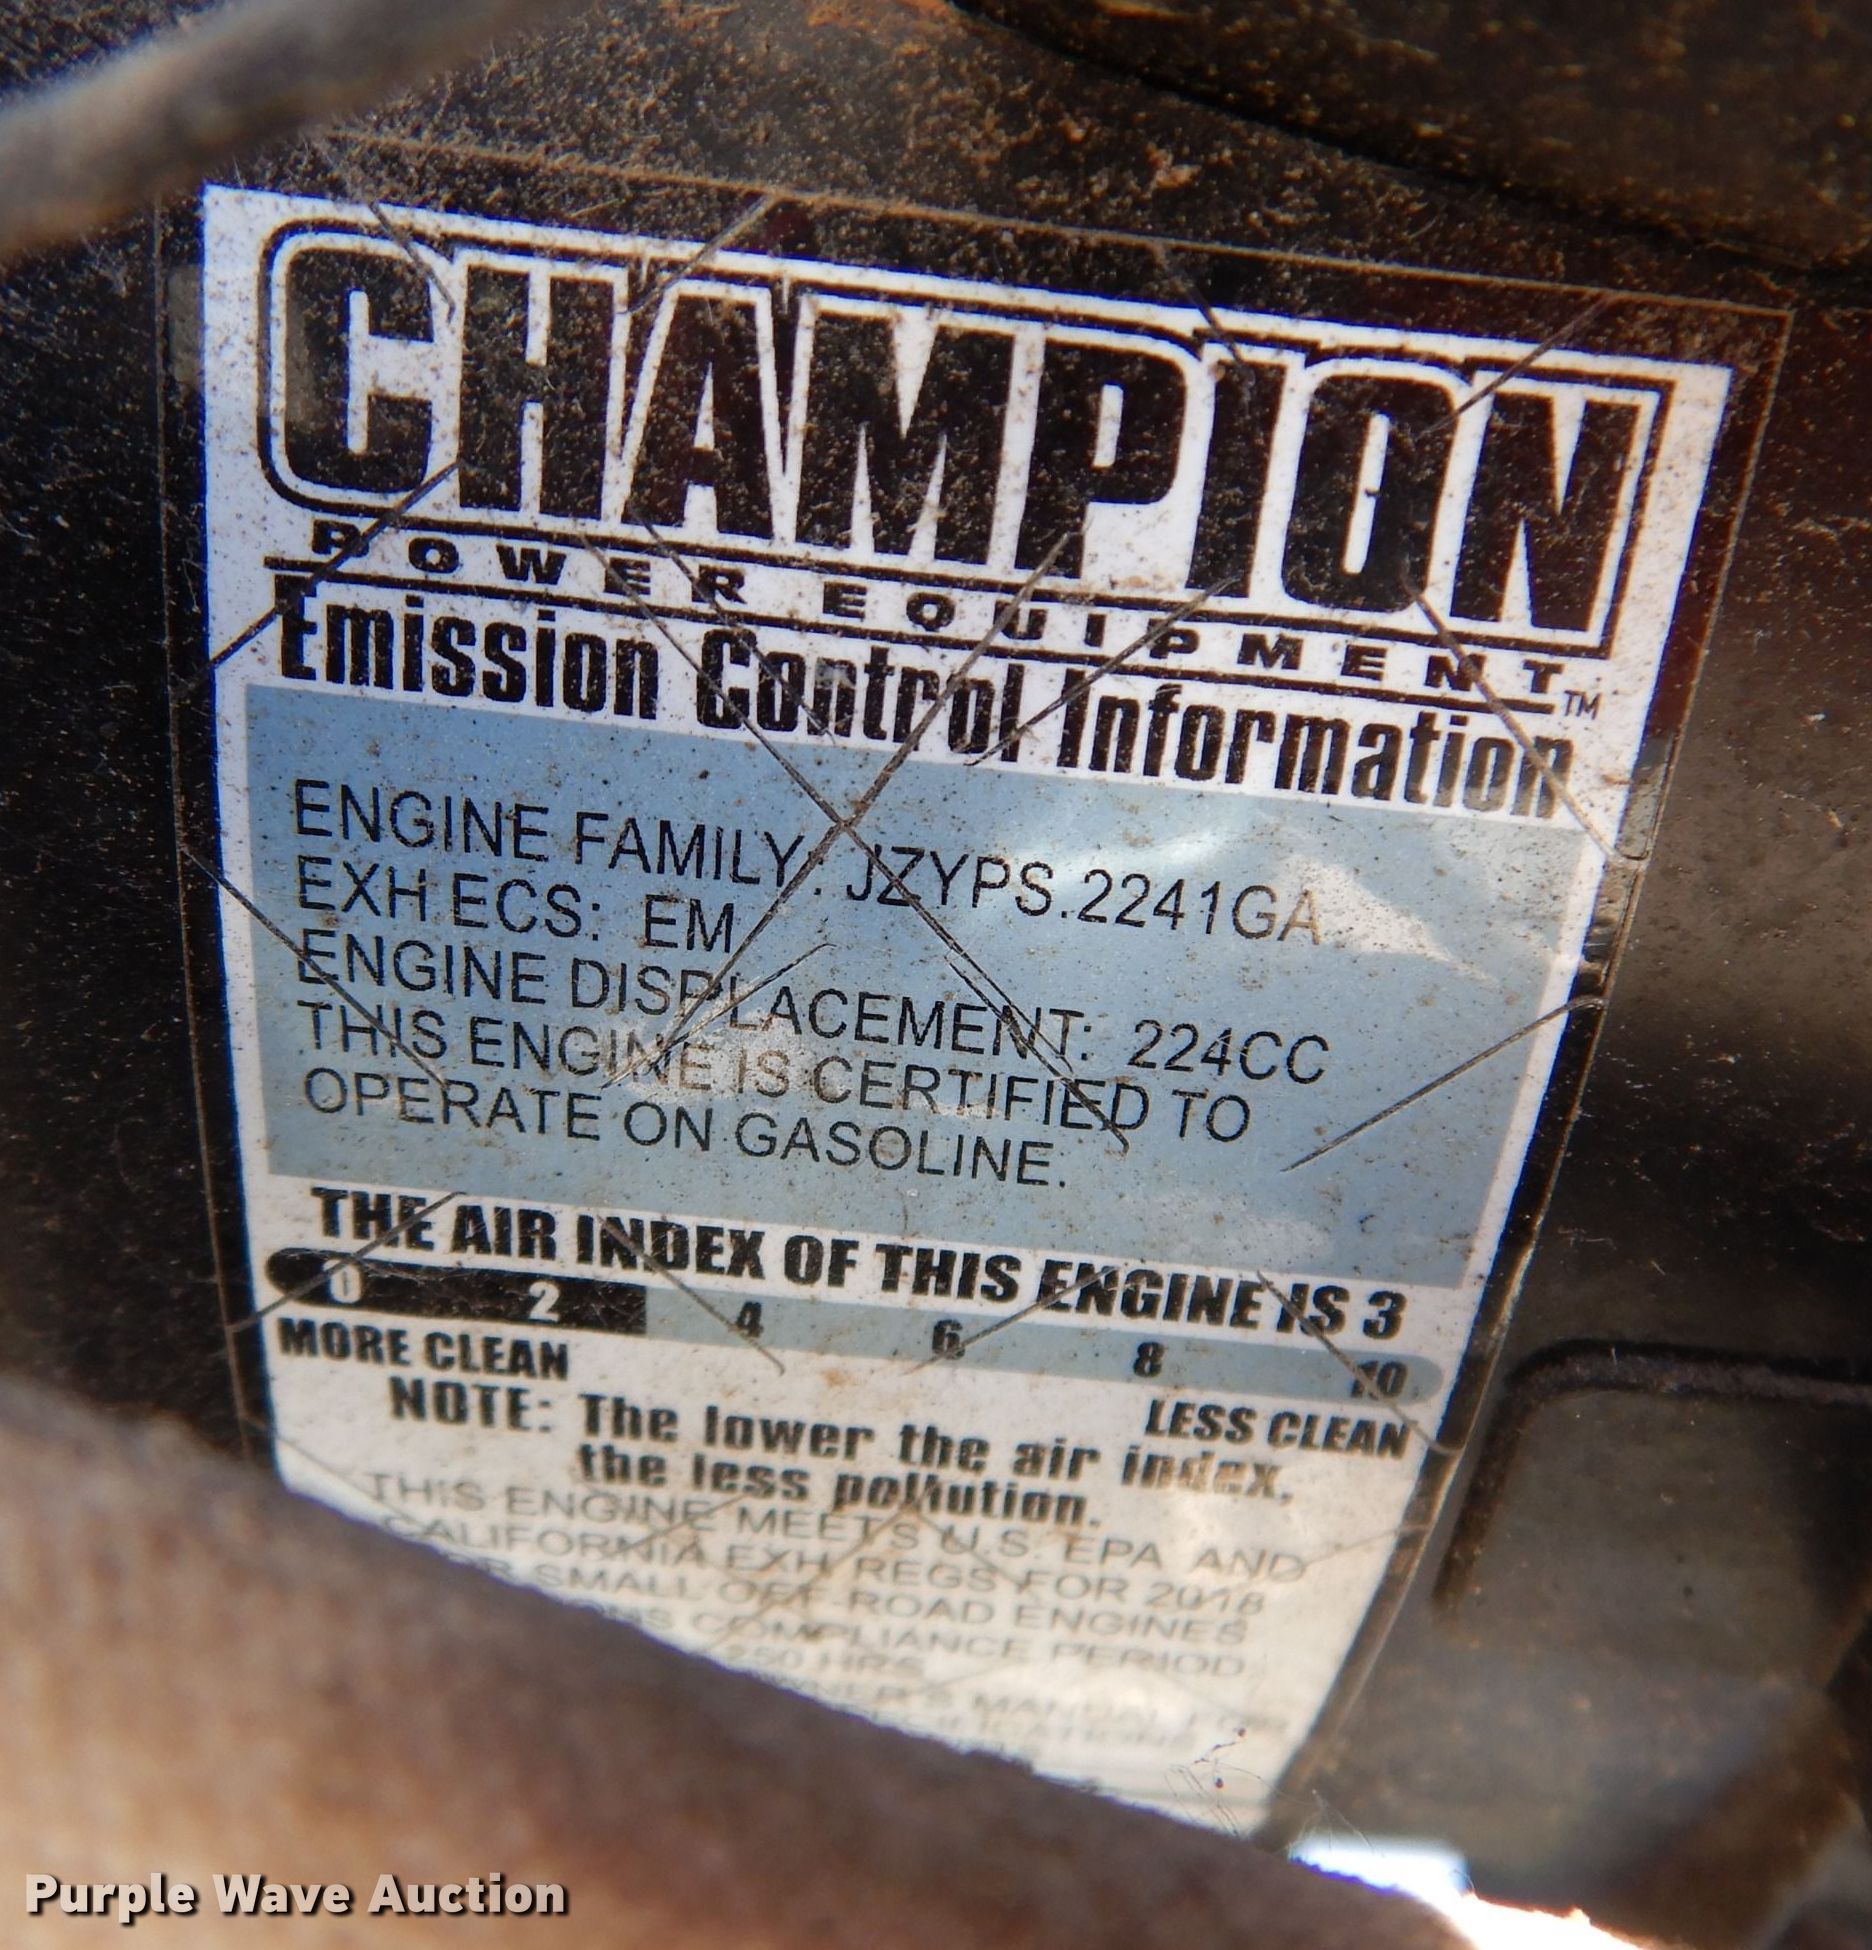 CHAMPION
POWER EQUIPMENT™
Emission Control Information
ENGINE FAMILY: JZYPS.2241GA
EXH ECS: EM
ENGINE DISPLACEMENT: 224CC
THIS ENGINE IS CERTIFIED TO
OPERATE ON GASOLINE.
THE AIR INDEX OF THIS ENGINE IS 3
0 2 4 6 8 10
MORE CLEAN LESS CLEAN
NOTE: The lower the air index,
the less pollution.
THIS ENGINE MEETS U.S. EPA AND
CALIFORNIA EXH REGS FOR 2018
SMALL OFF-ROAD ENGINES
COMPLIANCE PERIOD
250 HRS
MANUAL
Purple Wave Auction